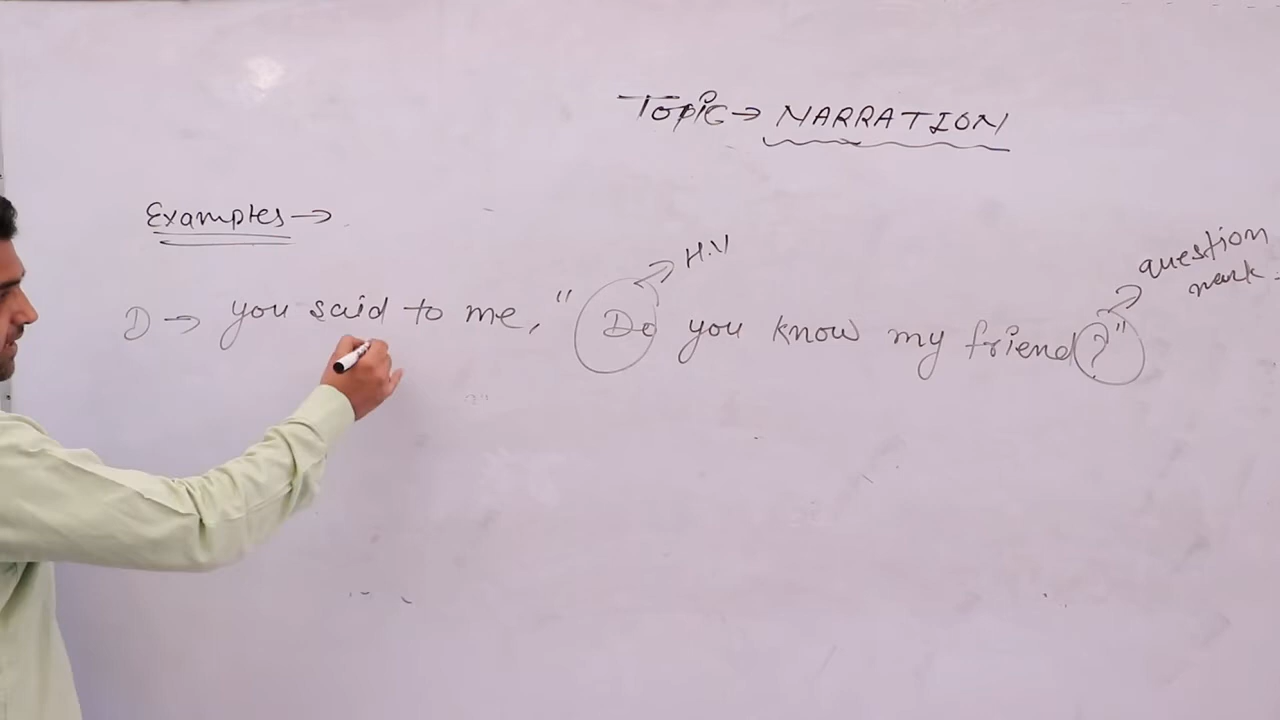 Topic → NARRATION
Examples →
H.V
question
mark.
D → you said to me, "Do you know my friend?"